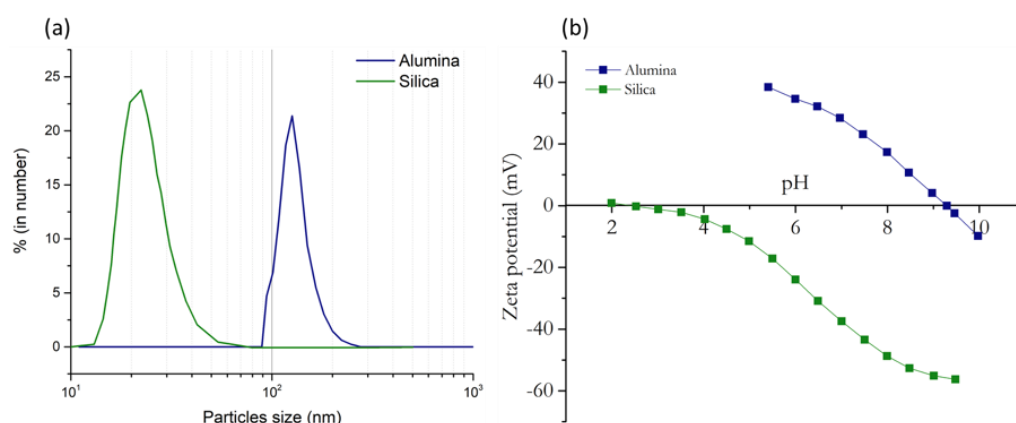 (a)
Alumina
Silica
25
20
15
10
5
0
% (in number)
10¹
10²
10³
Particles size (nm)
(b)
Alumina
Silica
40
20
0
-20
-40
-60
Zeta potential (mV)
pH
2
4
6
8
10